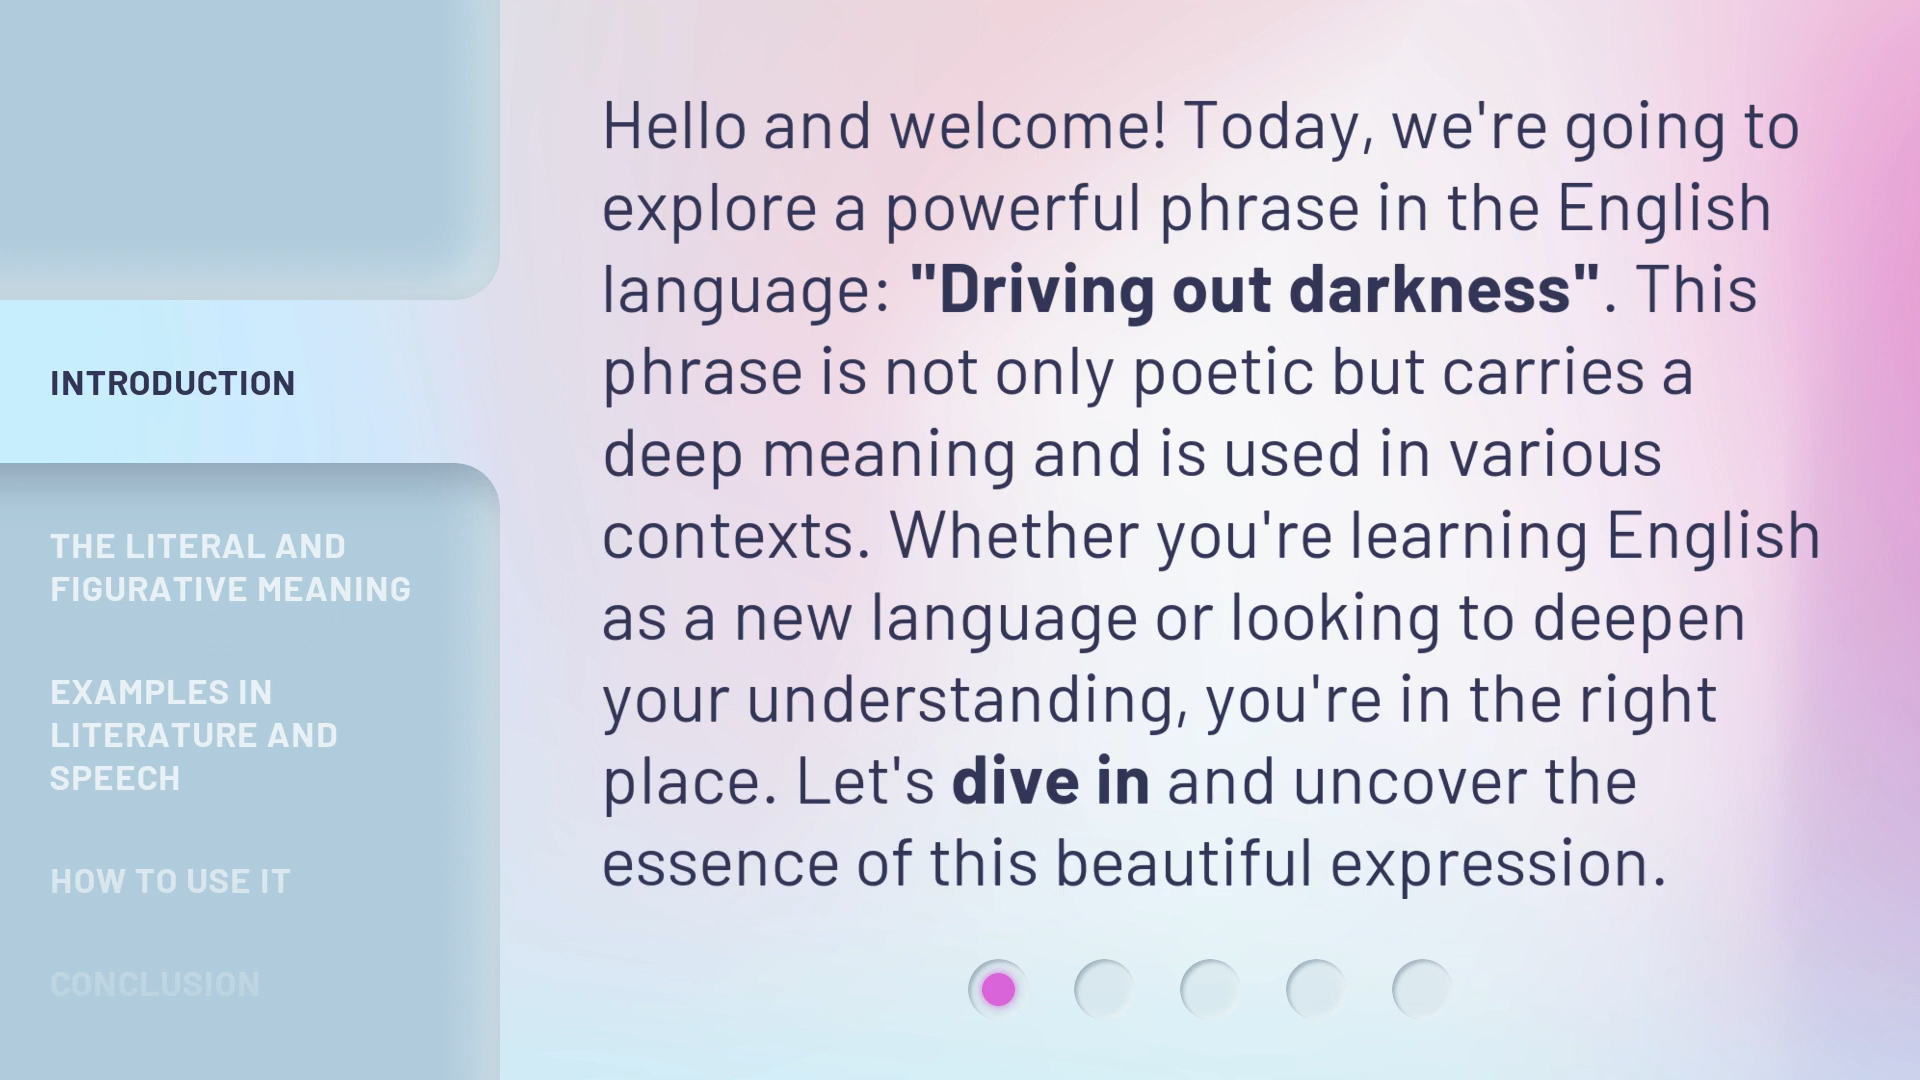 INTRODUCTION
THE LITERAL AND
FIGURATIVE MEANING
EXAMPLES IN
LITERATURE AND
SPEECH
HOW TO USE IT
CONCLUSION
Hello and welcome! Today, we're going to
explore a powerful phrase in the English
language: "Driving out darkness". This
phrase is not only poetic but carries a
deep meaning and is used in various
contexts. Whether you're learning English
as a new language or looking to deepen
your understanding, you're in the right
place. Let's dive in and uncover the
essence of this beautiful expression.